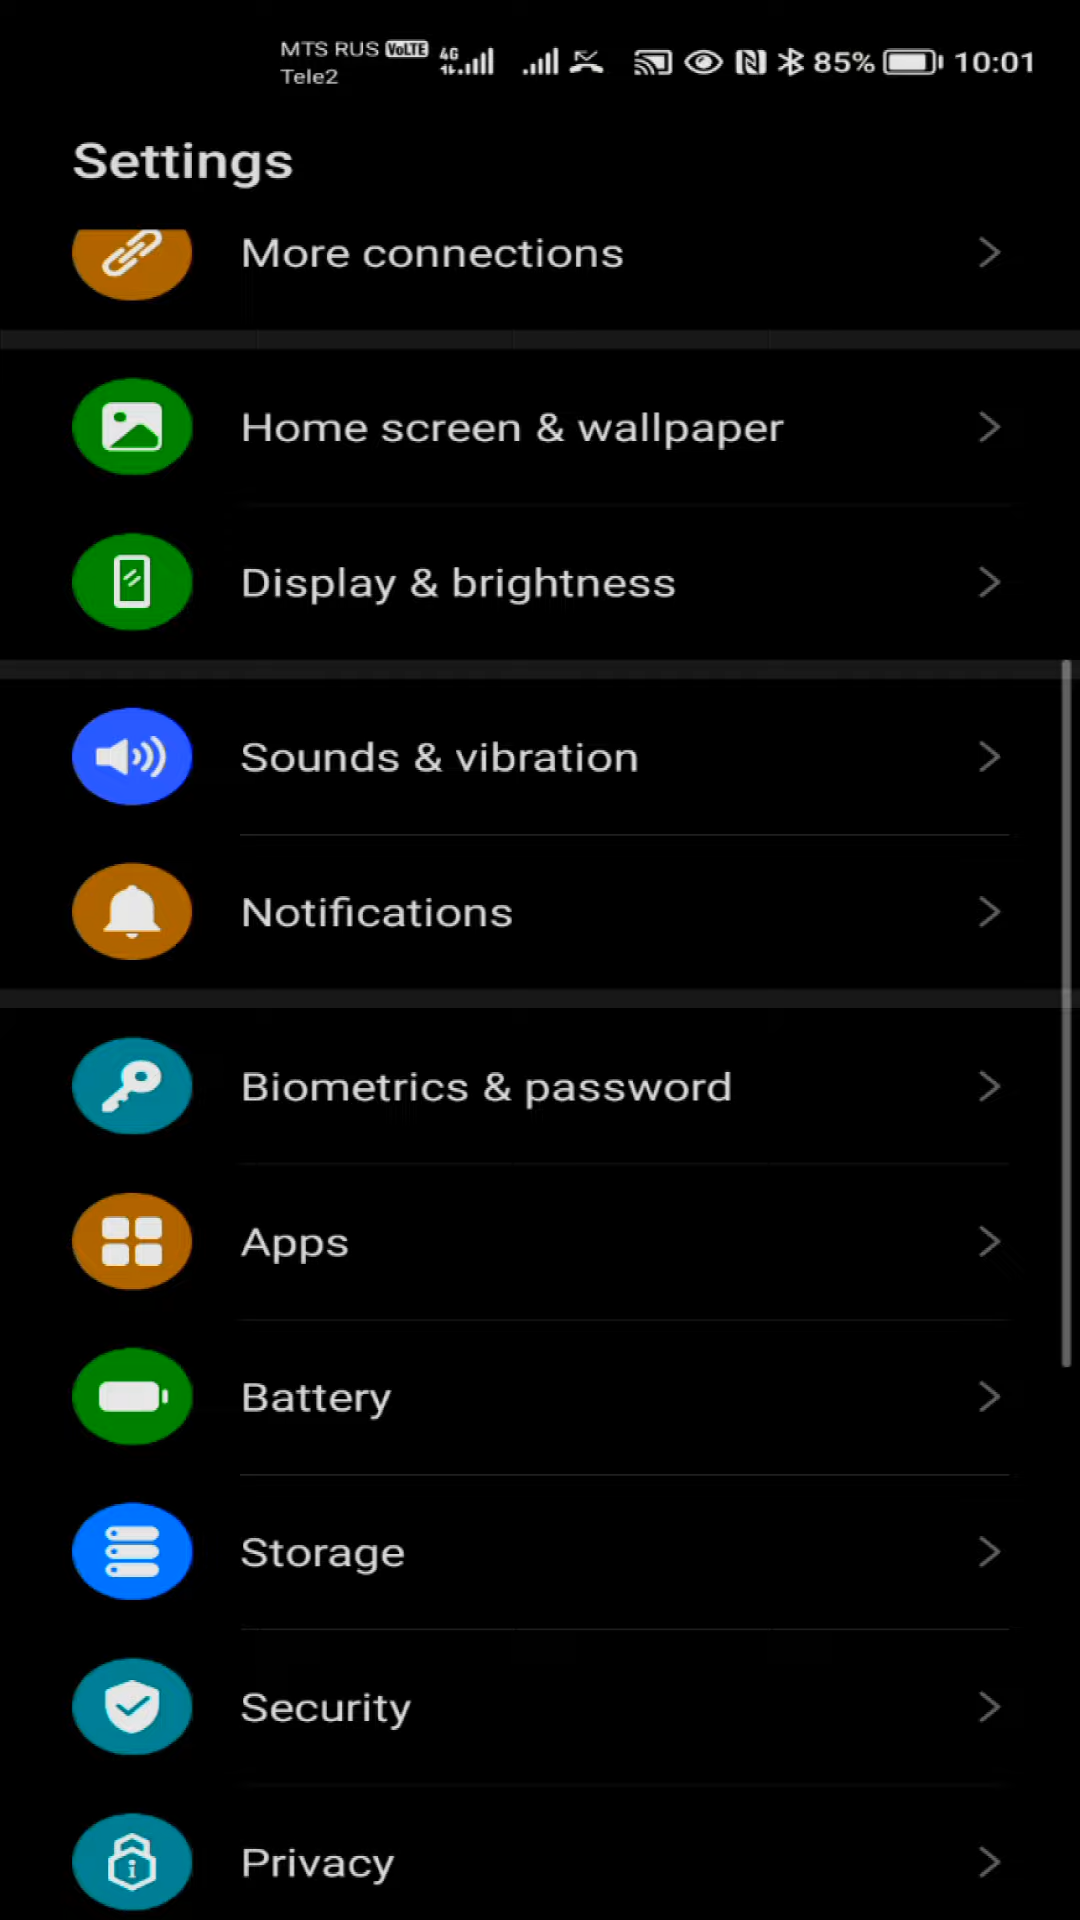 MTS RUS VoLTE 4G 85% 10:01
Tele2
Settings
More connections
Home screen & wallpaper
Display & brightness
Sounds & vibration
Notifications
Biometrics & password
Apps
Battery
Storage
Security
Privacy